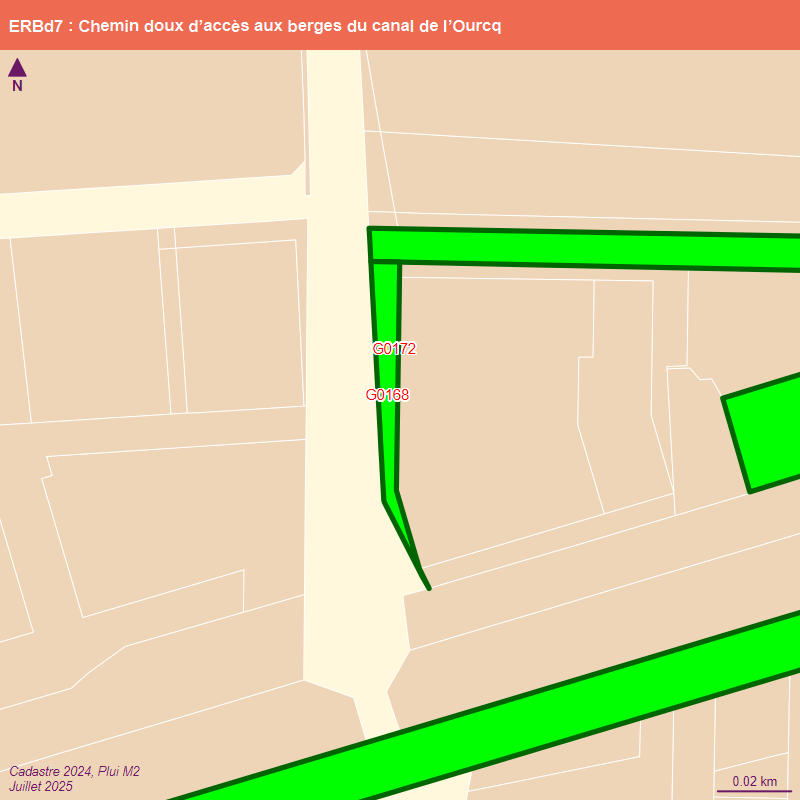 ERBd7 : Chemin doux d’accès aux berges du canal de l’Ourcq
N
G0172
G0168
Cadastre 2024, Plui M2
Juillet 2025
0.02 km